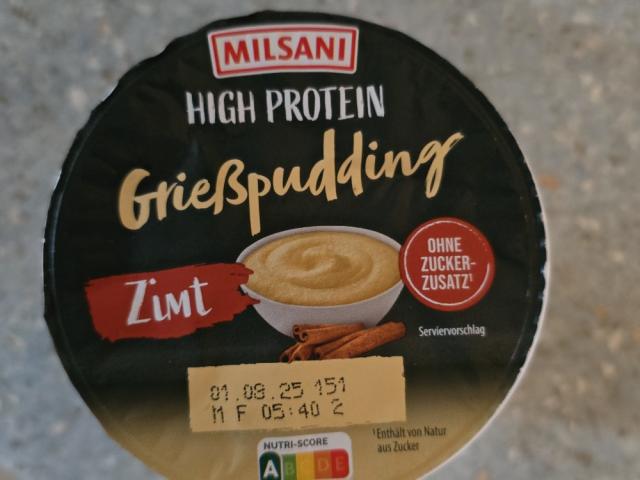 MILSANI
HIGH PROTEIN
Grießpudding
Zimt
OHNE
ZUCKER-
ZUSATZ¹
Serviervorschlag
01.08.25 151
M F 05:40 2
¹Enthält von Natur
aus Zucker
NUTRI-SCORE
A B C D E